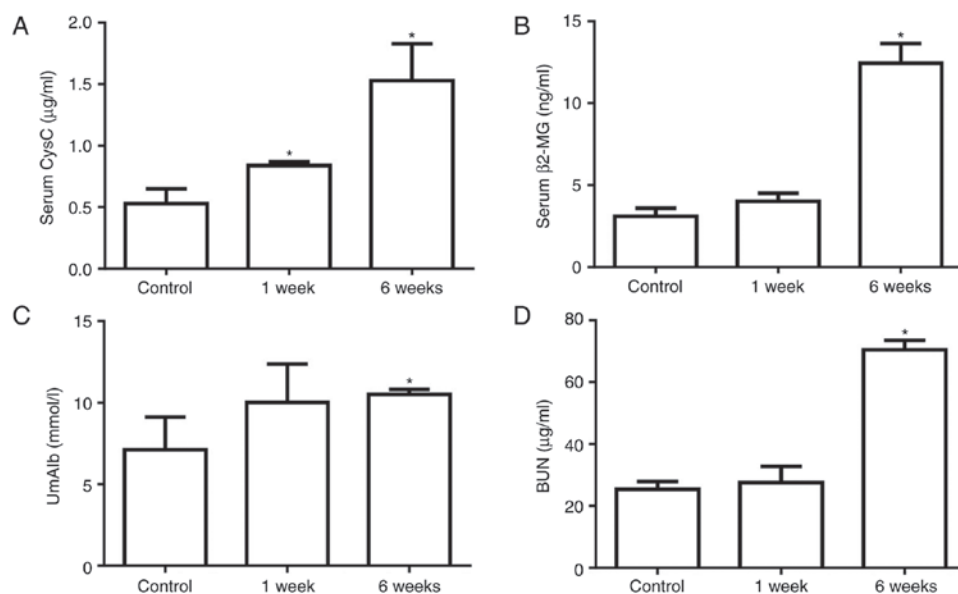 A
Serum CysC (µg/ml)
2.0
1.5
1.0
0.5
0.0
*
*
Control
1 week
6 weeks
B
Serum β2-MG (ng/ml)
15
10
5
0
*
Control
1 week
6 weeks
C
UmAlb (mmol/l)
15
10
5
0
*
Control
1 week
6 weeks
D
BUN (µg/ml)
80
60
40
20
0
*
Control
1 week
6 weeks